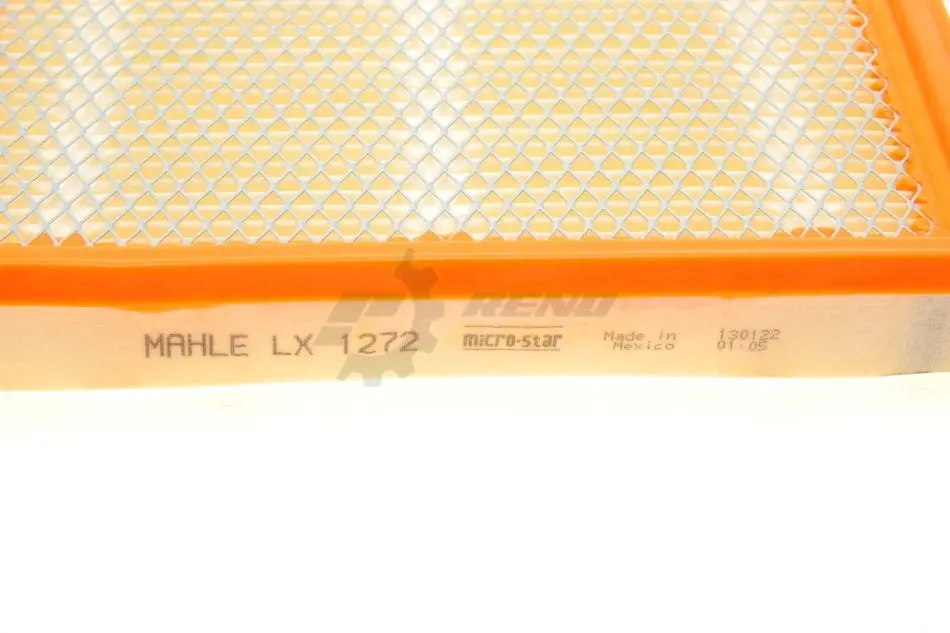 RENO
MAHLE LX 1272
micro-star
Made in
Mexico
130122
01:05